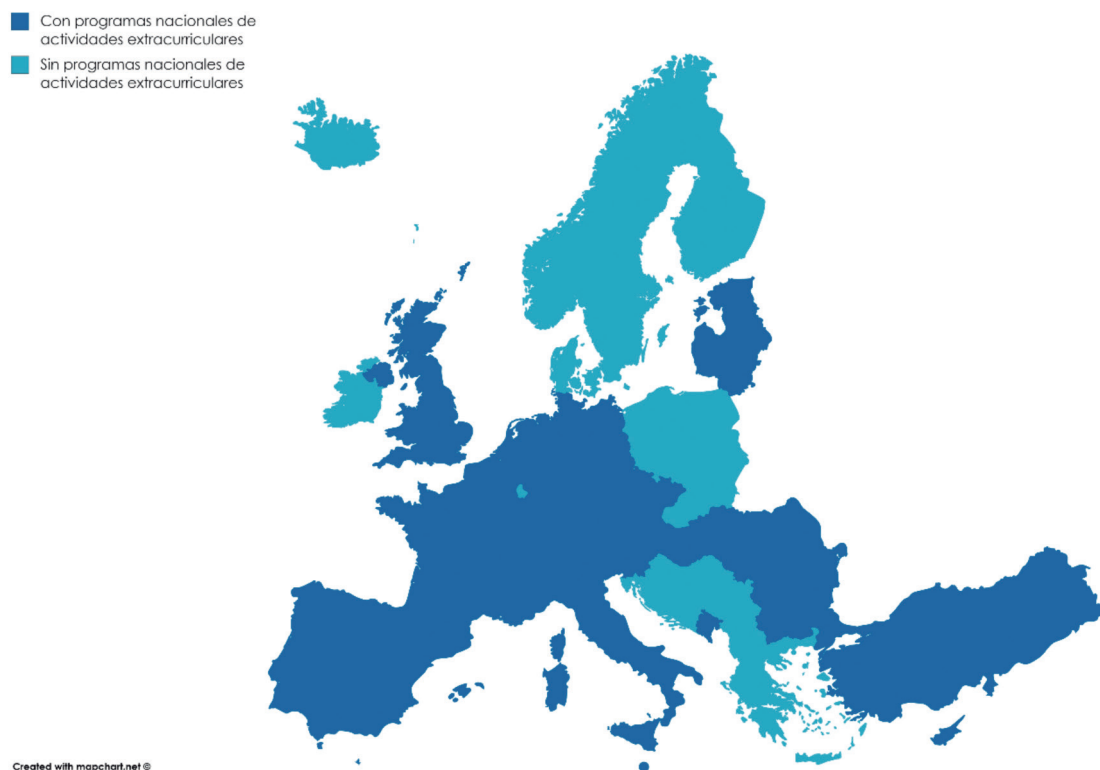 Con programas nacionales de
actividades extracurriculares
Sin programas nacionales de
actividades extracurriculares
Created with mapchart.net ©